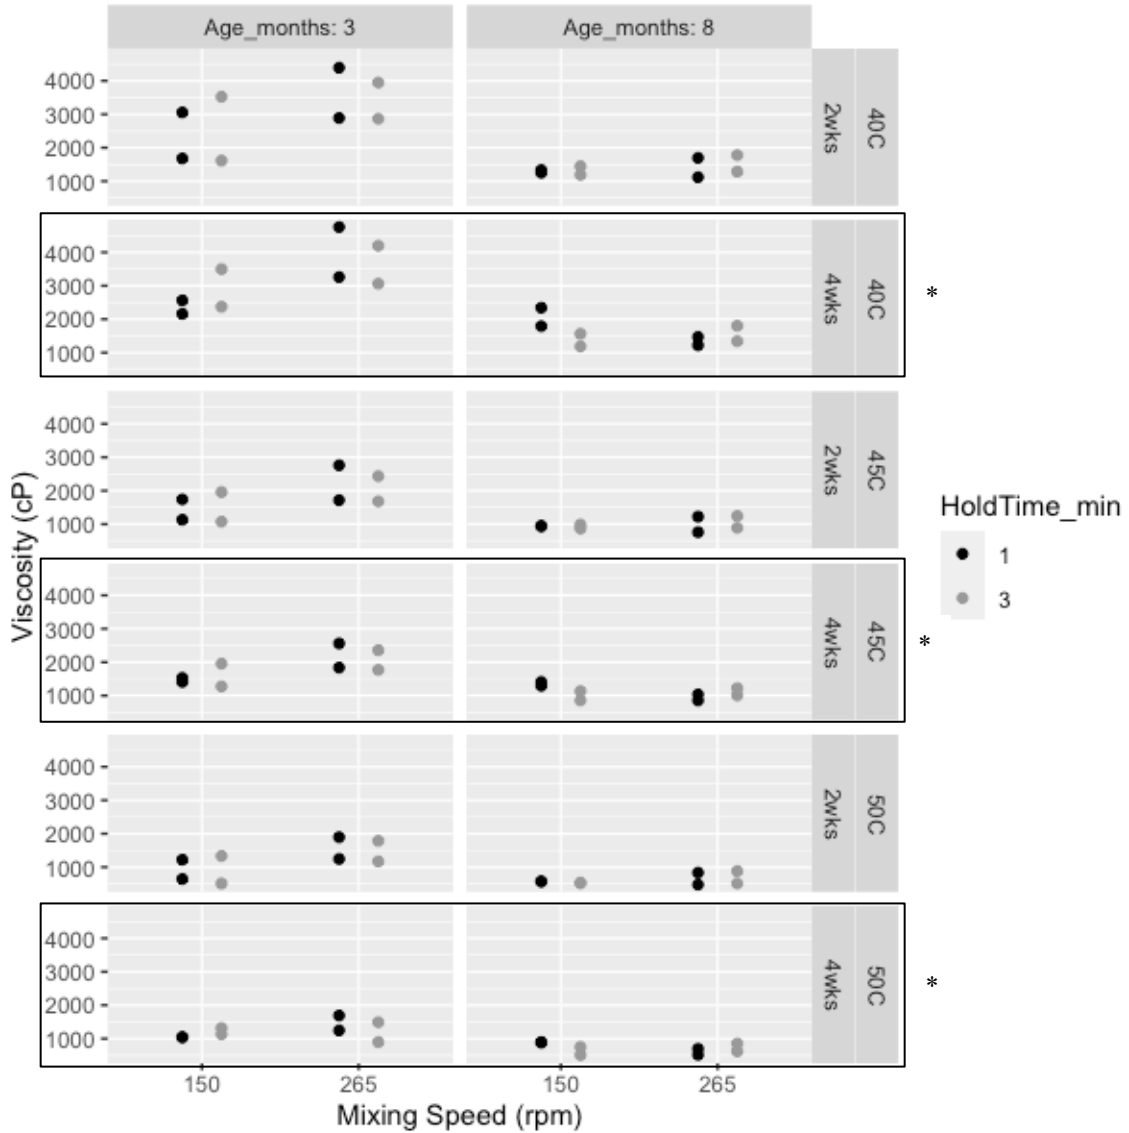 Age_months: 3 Age_months: 8
4000
3000
2000
1000
2wks 40C
4000
3000
2000
1000
4wks 40C
*
4000
3000
2000
1000
2wks 45C
4000
3000
2000
1000
4wks 45C
*
4000
3000
2000
1000
2wks 50C
4000
3000
2000
1000
4wks 50C
*
150 265 150 265
Mixing Speed (rpm)
Viscosity (cP)
HoldTime_min
1
3